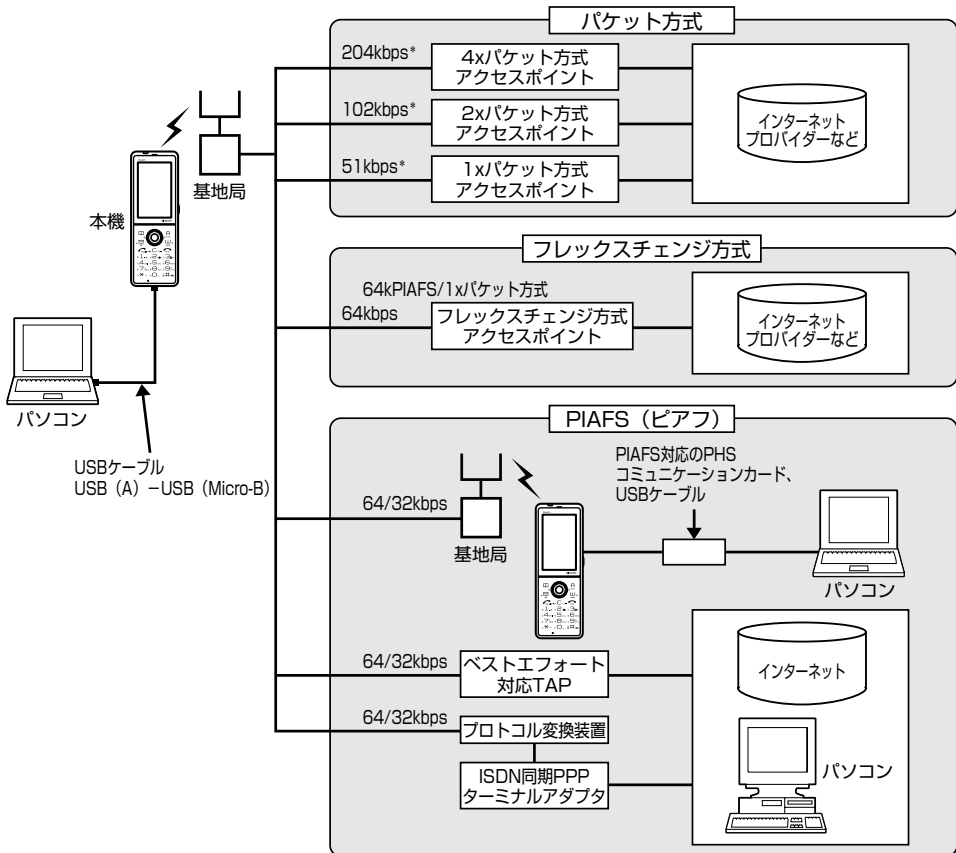 パケット方式
204kbps*
4xパケット方式
アクセスポイント
102kbps*
2xパケット方式
アクセスポイント
51kbps*
1xパケット方式
アクセスポイント
インターネット
プロバイダーなど
基地局
本機
パソコン
USBケーブル
USB（A）－USB（Micro-B）
フレックスチェンジ方式
64kPIAFS/1xパケット方式
64kbps
フレックスチェンジ方式
アクセスポイント
インターネット
プロバイダーなど
PIAFS（ピアフ）
PIAFS対応のPHS
コミュニケーションカード、
USBケーブル
64/32kbps
基地局
パソコン
64/32kbps
ベストエフォート
対応TAP
インターネット
64/32kbps
プロトコル変換装置
ISDN同期PPP
ターミナルアダプタ
パソコン